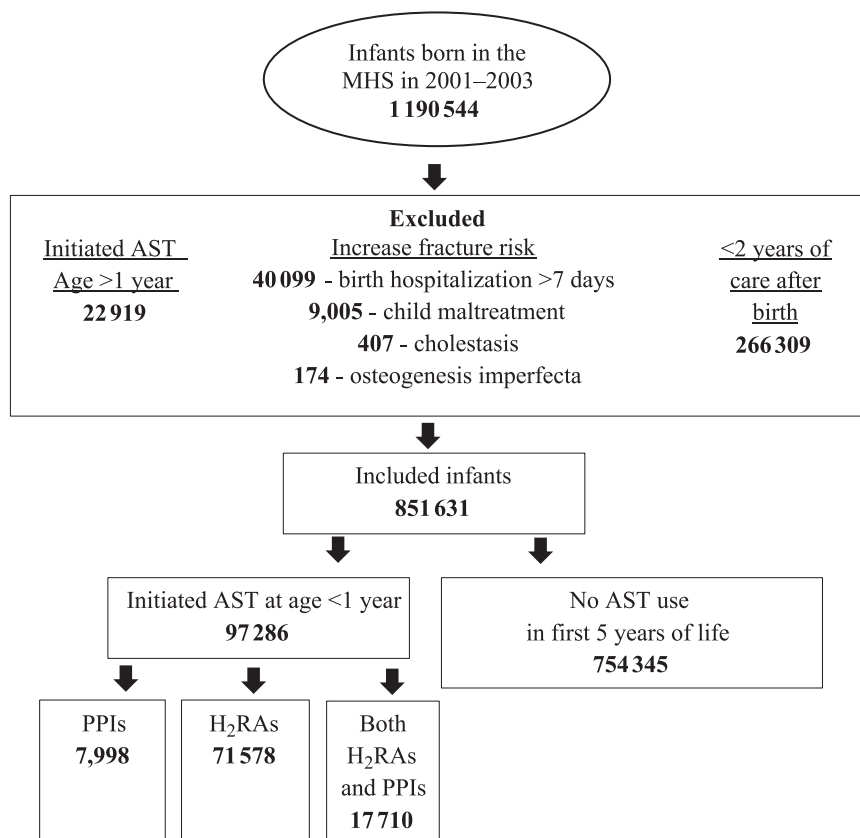 Infants born in the
MHS in 2001–2003
1 190 544
Excluded
Initiated AST
Age >1 year
22 919
Increase fracture risk
40 099 - birth hospitalization >7 days
9,005 - child maltreatment
407 - cholestasis
174 - osteogenesis imperfecta
<2 years of
care after
birth
266 309
Included infants
851 631
Initiated AST at age <1 year
97 286
No AST use
in first 5 years of life
754 345
PPIs
7,998
H₂RAs
71 578
Both
H₂RAs
and PPIs
17 710